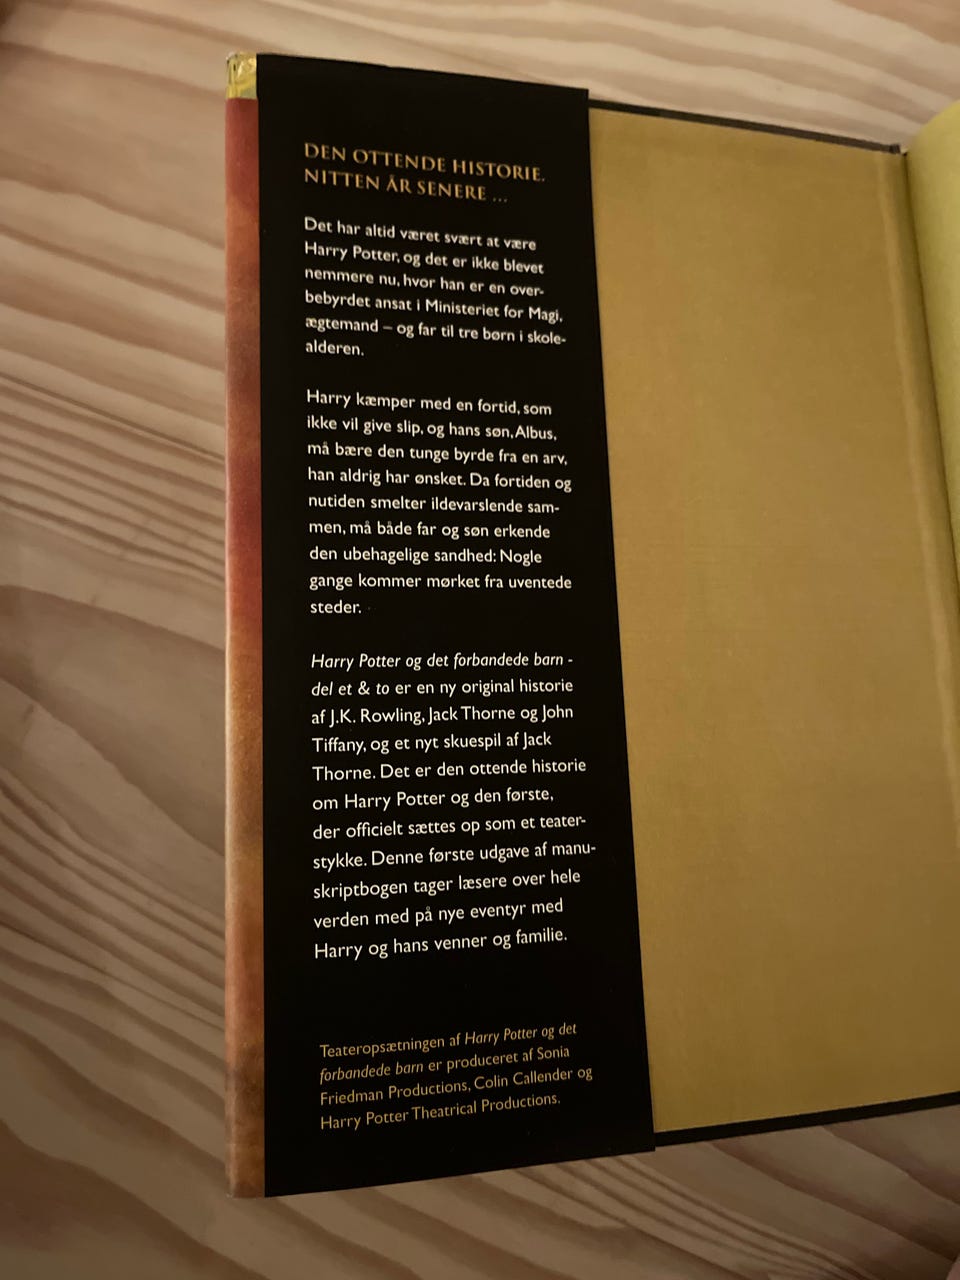 DEN OTTENDE HISTORIE.
NITTEN ÅR SENERE ...
Det har altid været svært at være
Harry Potter, og det er ikke blevet
nemmere nu, hvor han er en over-
bebyrdet ansat i Ministeriet for Magi,
ægtemand – og far til tre børn i skole-
alderen.
Harry kæmper med en fortid, som
ikke vil give slip, og hans søn, Albus,
må bære den tunge byrde fra en arv,
han aldrig har ønsket. Da fortiden og
nutiden smelter ildevarslende sam-
men, må både far og søn erkende
den ubehagelige sandhed: Nogle
gange kommer mørket fra uventede
steder.
Harry Potter og det forbandede barn -
del et & to er en ny original historie
af J.K. Rowling, Jack Thorne og John
Tiffany, og et nyt skuespil af Jack
Thorne. Det er den ottende historie
om Harry Potter og den første,
der officielt sættes op som et teater-
stykke. Denne første udgave af manu-
skriptbogen tager læsere over hele
verden med på nye eventyr med
Harry og hans venner og familie.
Teateropsætningen af Harry Potter og det
forbandede barn er produceret af Sonia
Friedman Productions, Colin Callender og
Harry Potter Theatrical Productions.